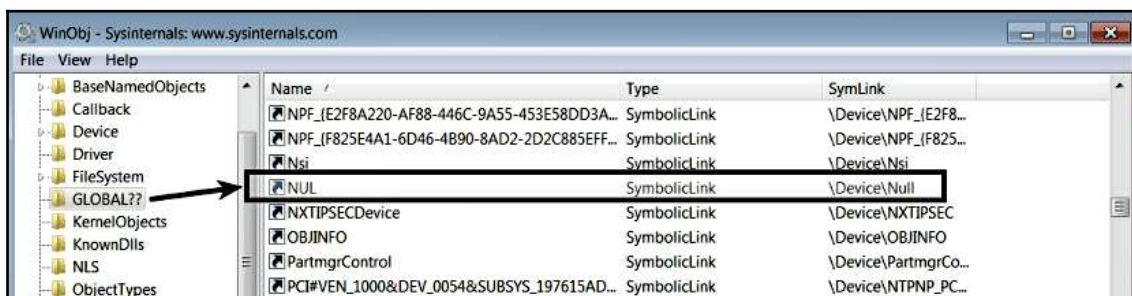 WinObj - Sysinternals: www.sysinternals.com
File View Help
BaseNamedObjects
Callback
Device
Driver
FileSystem
GLOBAL??
KernelObjects
KnownDlls
NLS
ObjectTypes
Name Type SymLink
NPF_{E2F8A220-AF88-446C-9A55-453E58DD3A... SymbolicLink \Device\NPF_{E2F8...
NPF_{F825E4A1-6D46-4B90-8AD2-2D2C885EFF... SymbolicLink \Device\NPF_{F825...
Nsi SymbolicLink \Device\Nsi
NUL SymbolicLink \Device\Null
NXTIPSECDevice SymbolicLink \Device\NXTIPSEC
OBJINFO SymbolicLink \Device\OBJINFO
PartmgrControl SymbolicLink \Device\PartmgrCo...
PCI#VEN_1000&DEV_0054&SUBSYS_197615AD... SymbolicLink \Device\NTPNP_PC...